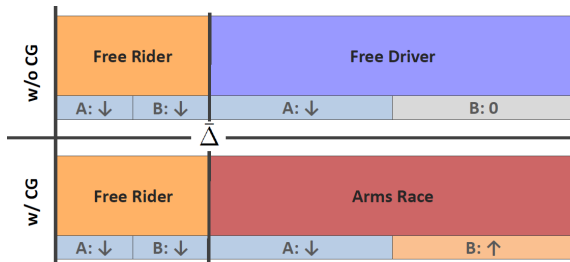 w/o CG
Free Rider
Free Driver
A: ↓
B: ↓
A: ↓
B: 0
Δ̄
w/ CG
Free Rider
Arms Race
A: ↓
B: ↓
A: ↓
B: ↑